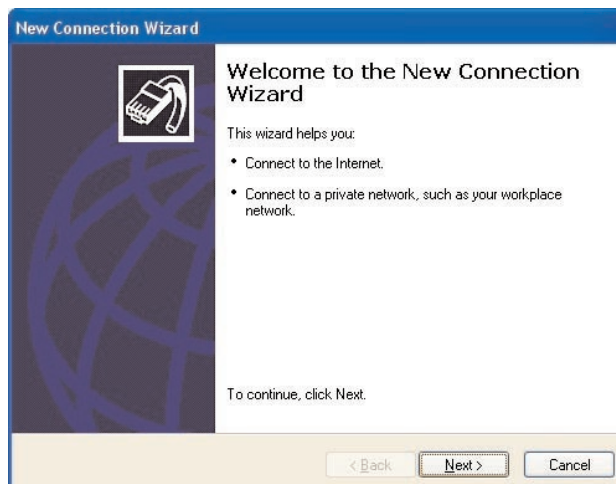 New Connection Wizard
Welcome to the New Connection
Wizard
This wizard helps you:
• Connect to the Internet.
• Connect to a private network, such as your workplace
network.
To continue, click Next.
< Back
Next >
Cancel